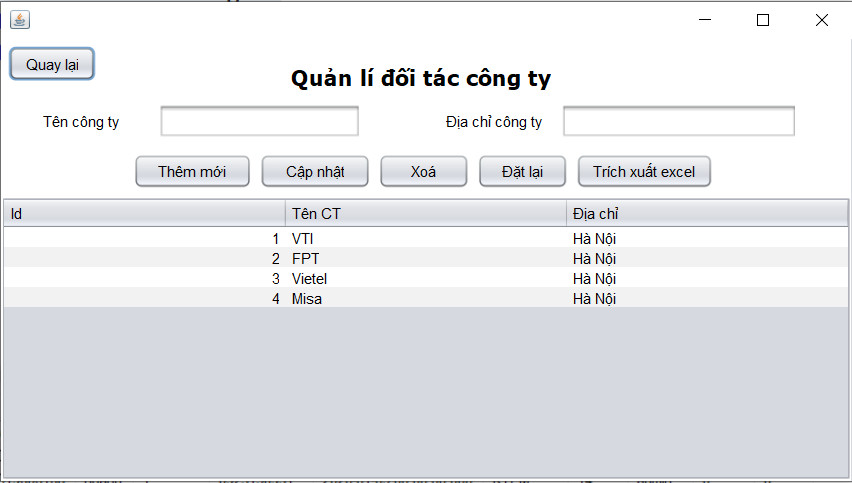 Quay lại
Quản lí đối tác công ty
Tên công ty
Địa chỉ công ty
Thêm mới Cập nhật Xoá Đặt lại Trích xuất excel
Id Tên CT Địa chỉ
1 VTI Hà Nội
2 FPT Hà Nội
3 Vietel Hà Nội
4 Misa Hà Nội